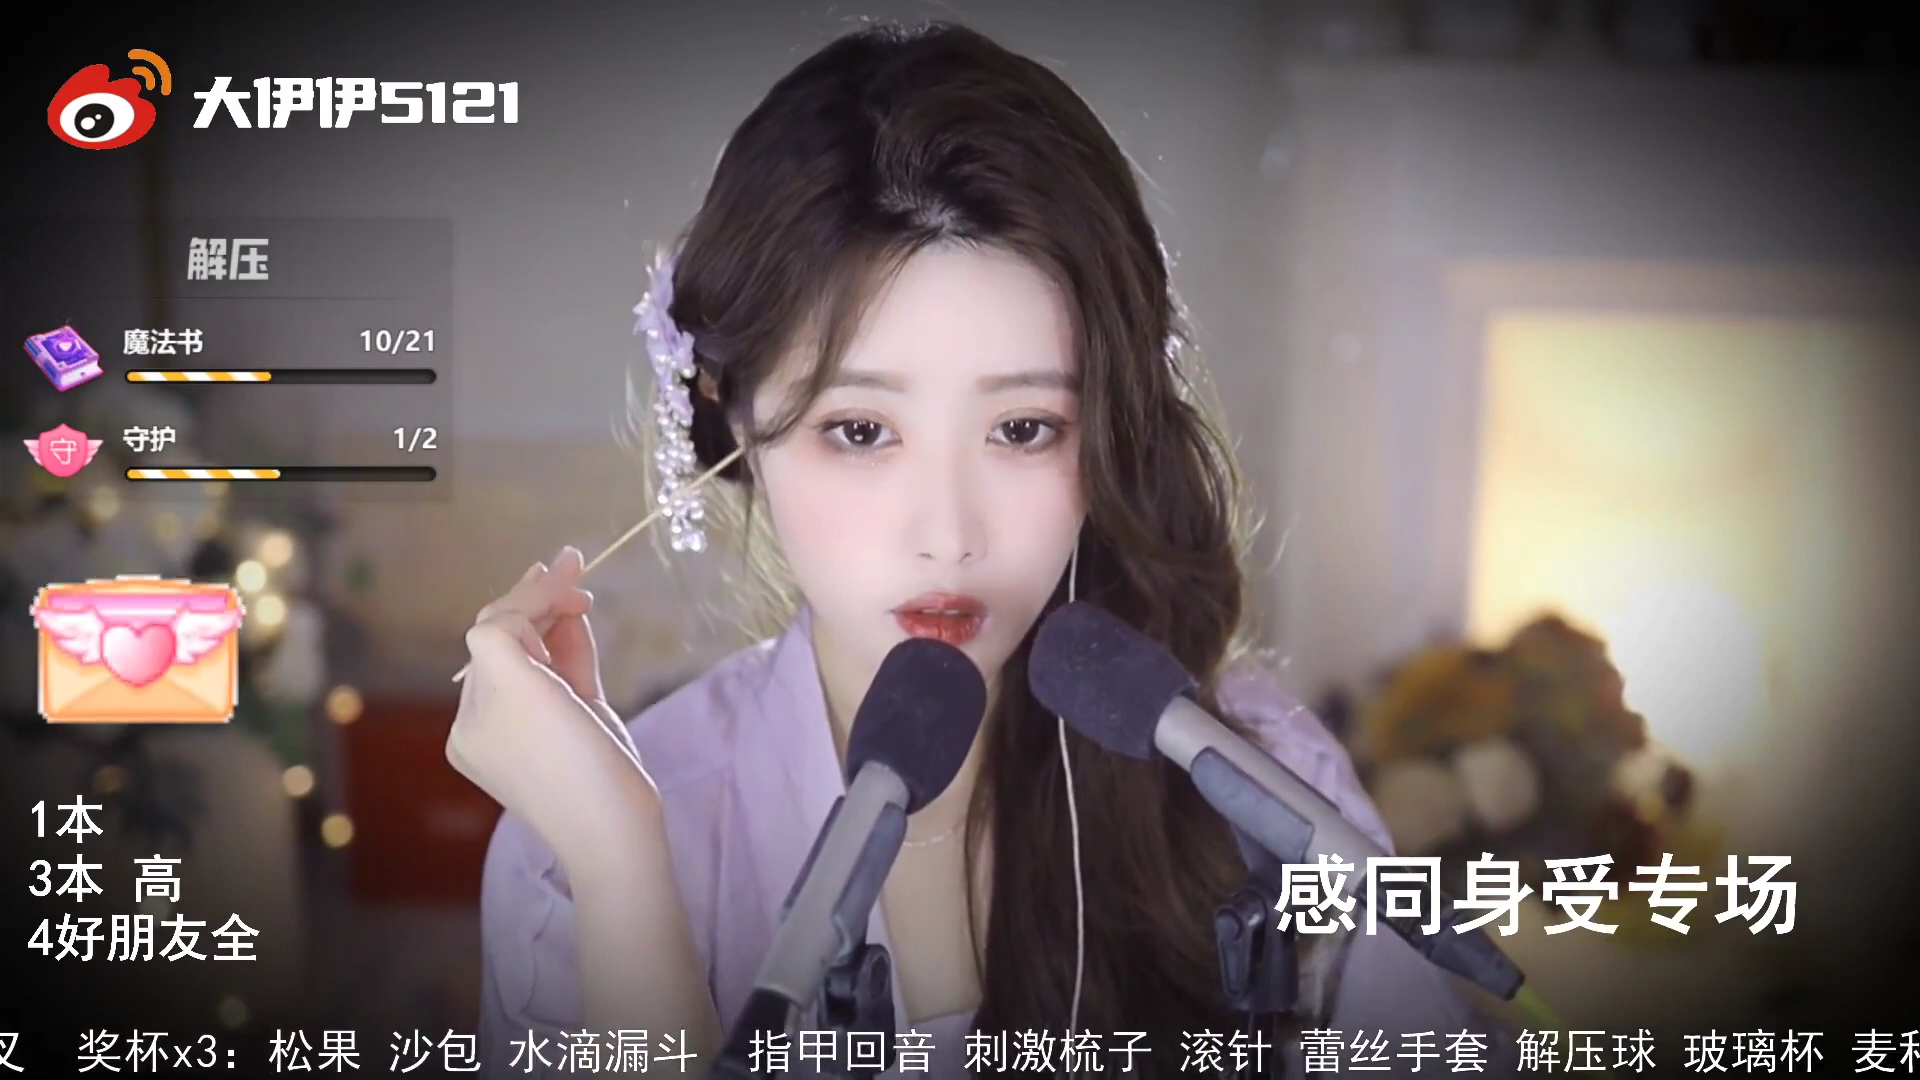 大伊伊5121
解压
魔法书 10/21
守 守护 1/2
1本
3本 高
4好朋友全
感同身受专场
奖杯x3：松果 沙包 水滴漏斗 指甲回音 刺激梳子 滚针 蕾丝手套 解压球 玻璃杯 麦